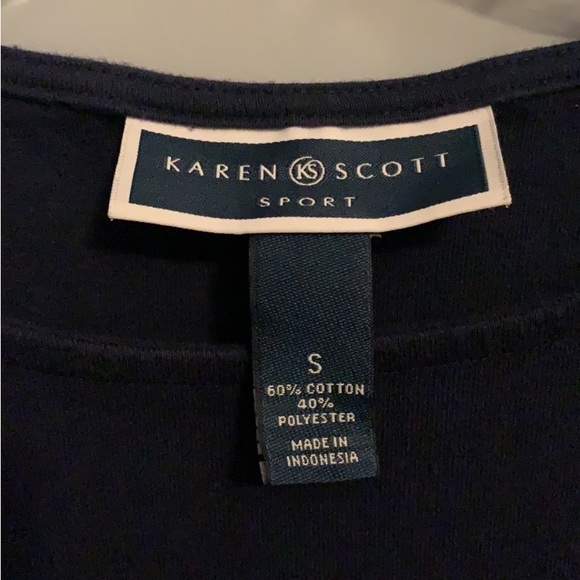 KAREN KS SCOTT
SPORT
S
60% COTTON
40%
POLYESTER
MADE IN
INDONESIA